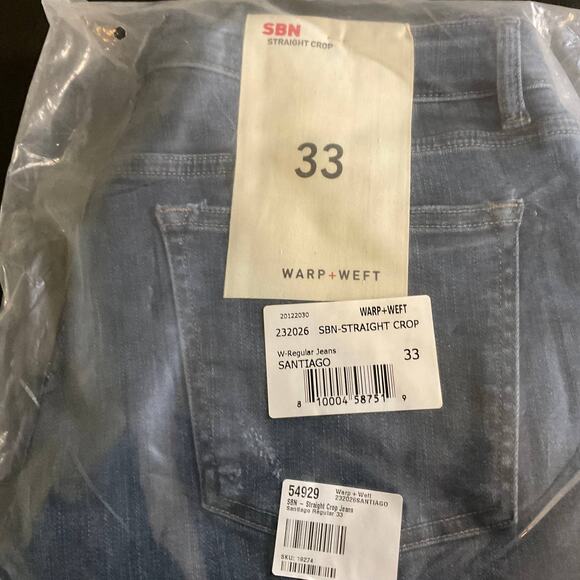 SBN
STRAIGHT CROP
33
WARP+WEFT
20122030 WARP+WEFT
232026 SBN-STRAIGHT CROP
W-Regular Jeans 33
SANTIAGO
8 10004 58751 9
54929 Warp + Weft
232026SANTIAGO
SBN - Straight Crop Jeans
Santiago Regular 33
SKU: 19274